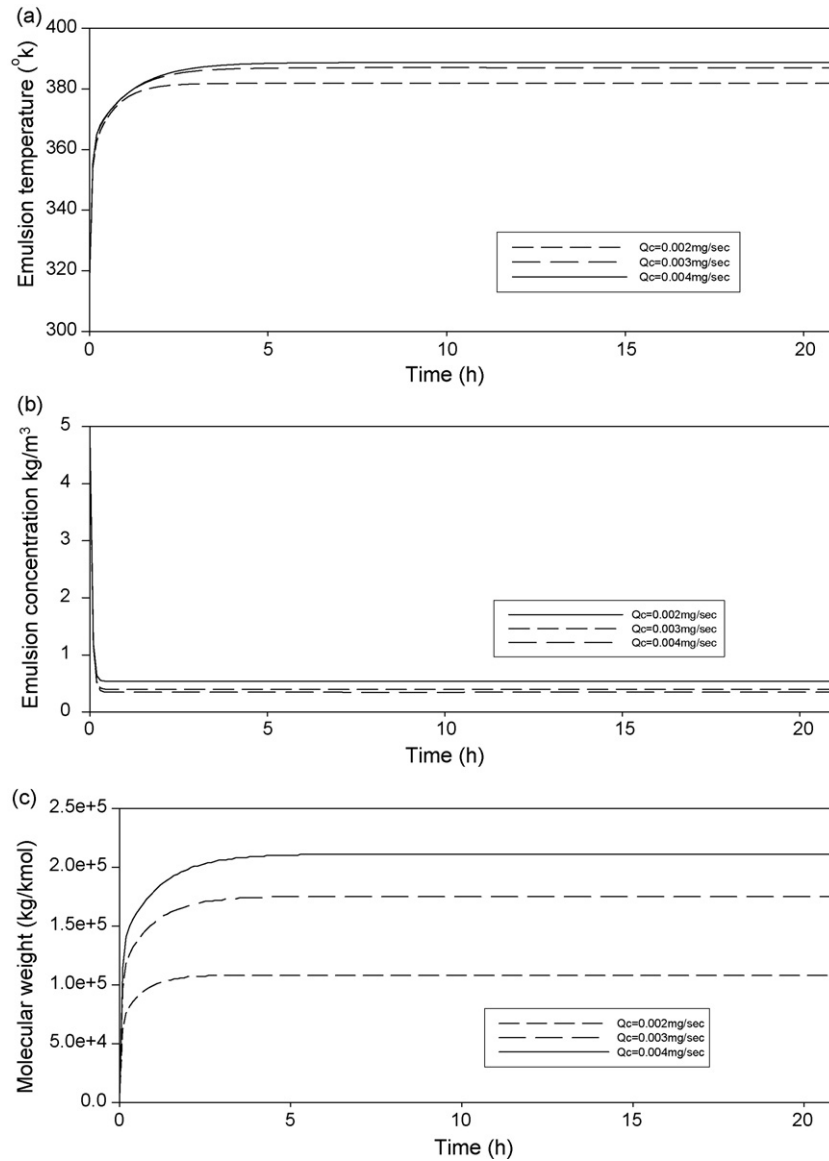 (a)
Emulsion temperature (°k)
400
380
360
340
320
300
Qc=0.002mg/sec
Qc=0.003mg/sec
Qc=0.004mg/sec
0 5 10 15 20
Time (h)
(b)
Emulsion concentration kg/m³
5
4
3
2
1
0
Qc=0.002mg/sec
Qc=0.003mg/sec
Qc=0.004mg/sec
0 5 10 15 20
Time (h)
(c)
Molecular weight (kg/kmol)
2.5e+5
2.0e+5
1.5e+5
1.0e+5
5.0e+4
0.0
Qc=0.002mg/sec
Qc=0.003mg/sec
Qc=0.004mg/sec
0 5 10 15 20
Time (h)